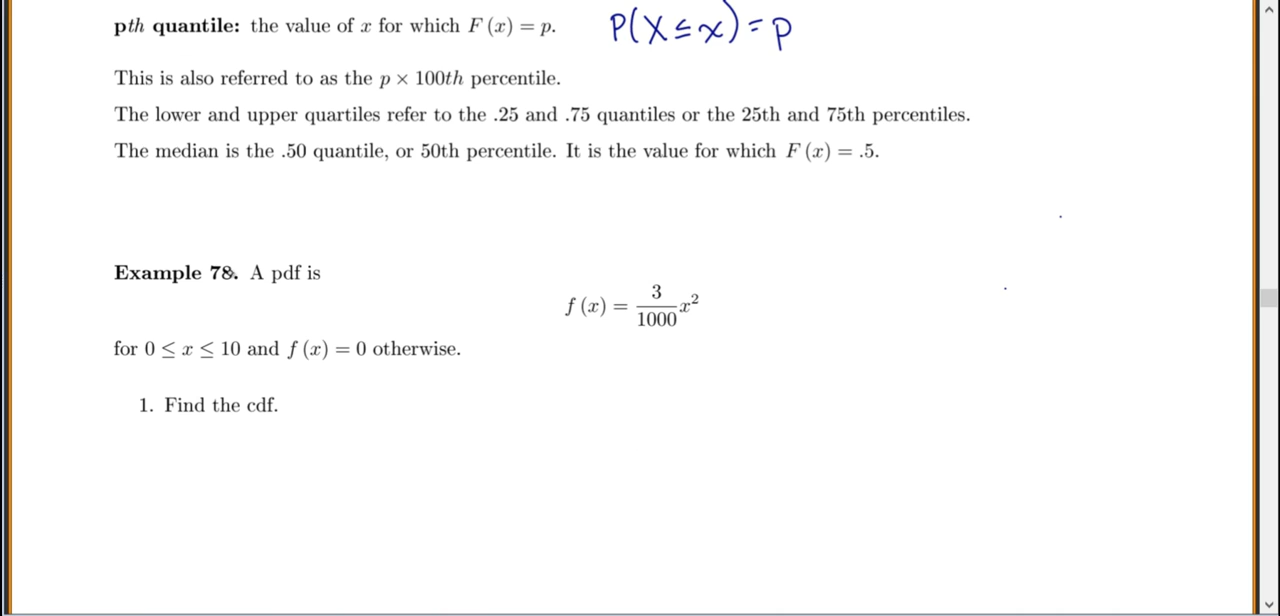 pth quantile: the value of x for which F (x) = p. P(X ≤ x) = p
This is also referred to as the p × 100th percentile.
The lower and upper quartiles refer to the .25 and .75 quantiles or the 25th and 75th percentiles.
The median is the .50 quantile, or 50th percentile. It is the value for which F (x) = .5.
Example 78. A pdf is
f (x) = 3/1000 x²
for 0 ≤ x ≤ 10 and f (x) = 0 otherwise.
1. Find the cdf.